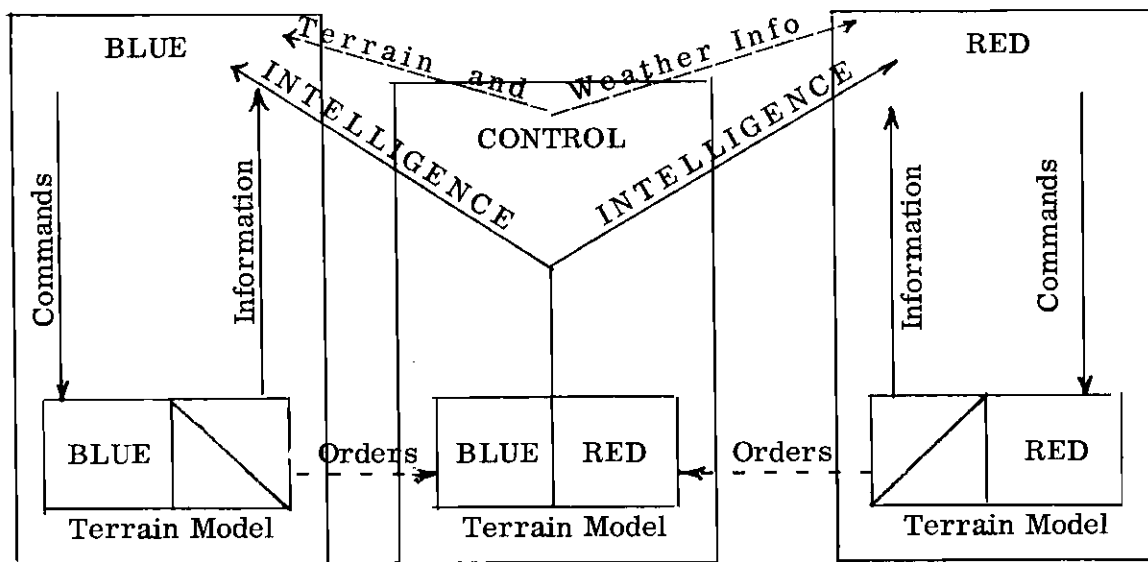 Terrain and Weather Info
BLUE
RED
INTELLIGENCE
INTELLIGENCE
CONTROL
Commands
Information
Information
Commands
BLUE
Orders
BLUE
RED
Orders
RED
Terrain Model
Terrain Model
Terrain Model